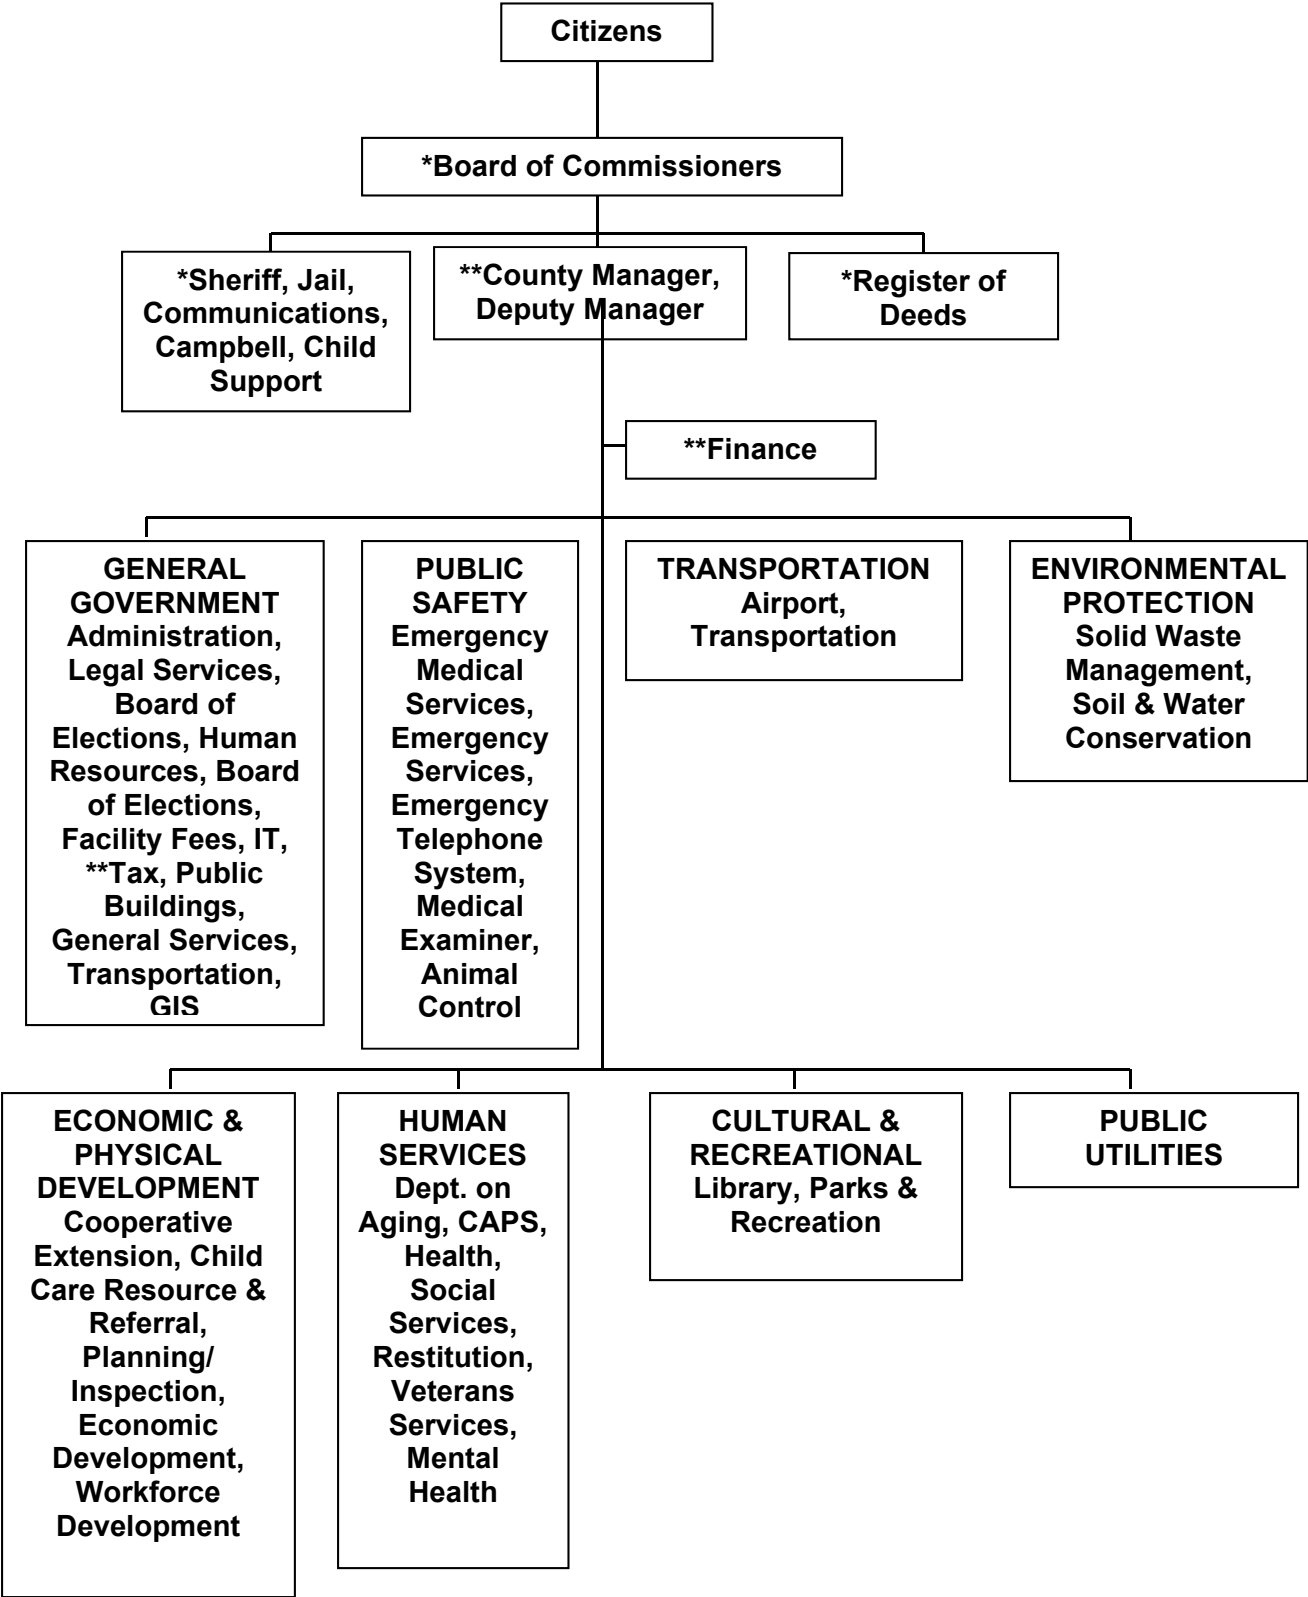 Citizens
*Board of Commissioners
*Sheriff, Jail,
Communications,
Campbell, Child
Support
**County Manager,
Deputy Manager
*Register of
Deeds
**Finance
GENERAL
GOVERNMENT
Administration,
Legal Services,
Board of
Elections, Human
Resources, Board
of Elections,
Facility Fees, IT,
**Tax, Public
Buildings,
General Services,
Transportation,
GIS
PUBLIC
SAFETY
Emergency
Medical
Services,
Emergency
Services,
Emergency
Telephone
System,
Medical
Examiner,
Animal
Control
TRANSPORTATION
Airport,
Transportation
ENVIRONMENTAL
PROTECTION
Solid Waste
Management,
Soil & Water
Conservation
ECONOMIC &
PHYSICAL
DEVELOPMENT
Cooperative
Extension, Child
Care Resource &
Referral,
Planning/
Inspection,
Economic
Development,
Workforce
Development
HUMAN
SERVICES
Dept. on
Aging, CAPS,
Health,
Social
Services,
Restitution,
Veterans
Services,
Mental
Health
CULTURAL &
RECREATIONAL
Library, Parks &
Recreation
PUBLIC
UTILITIES